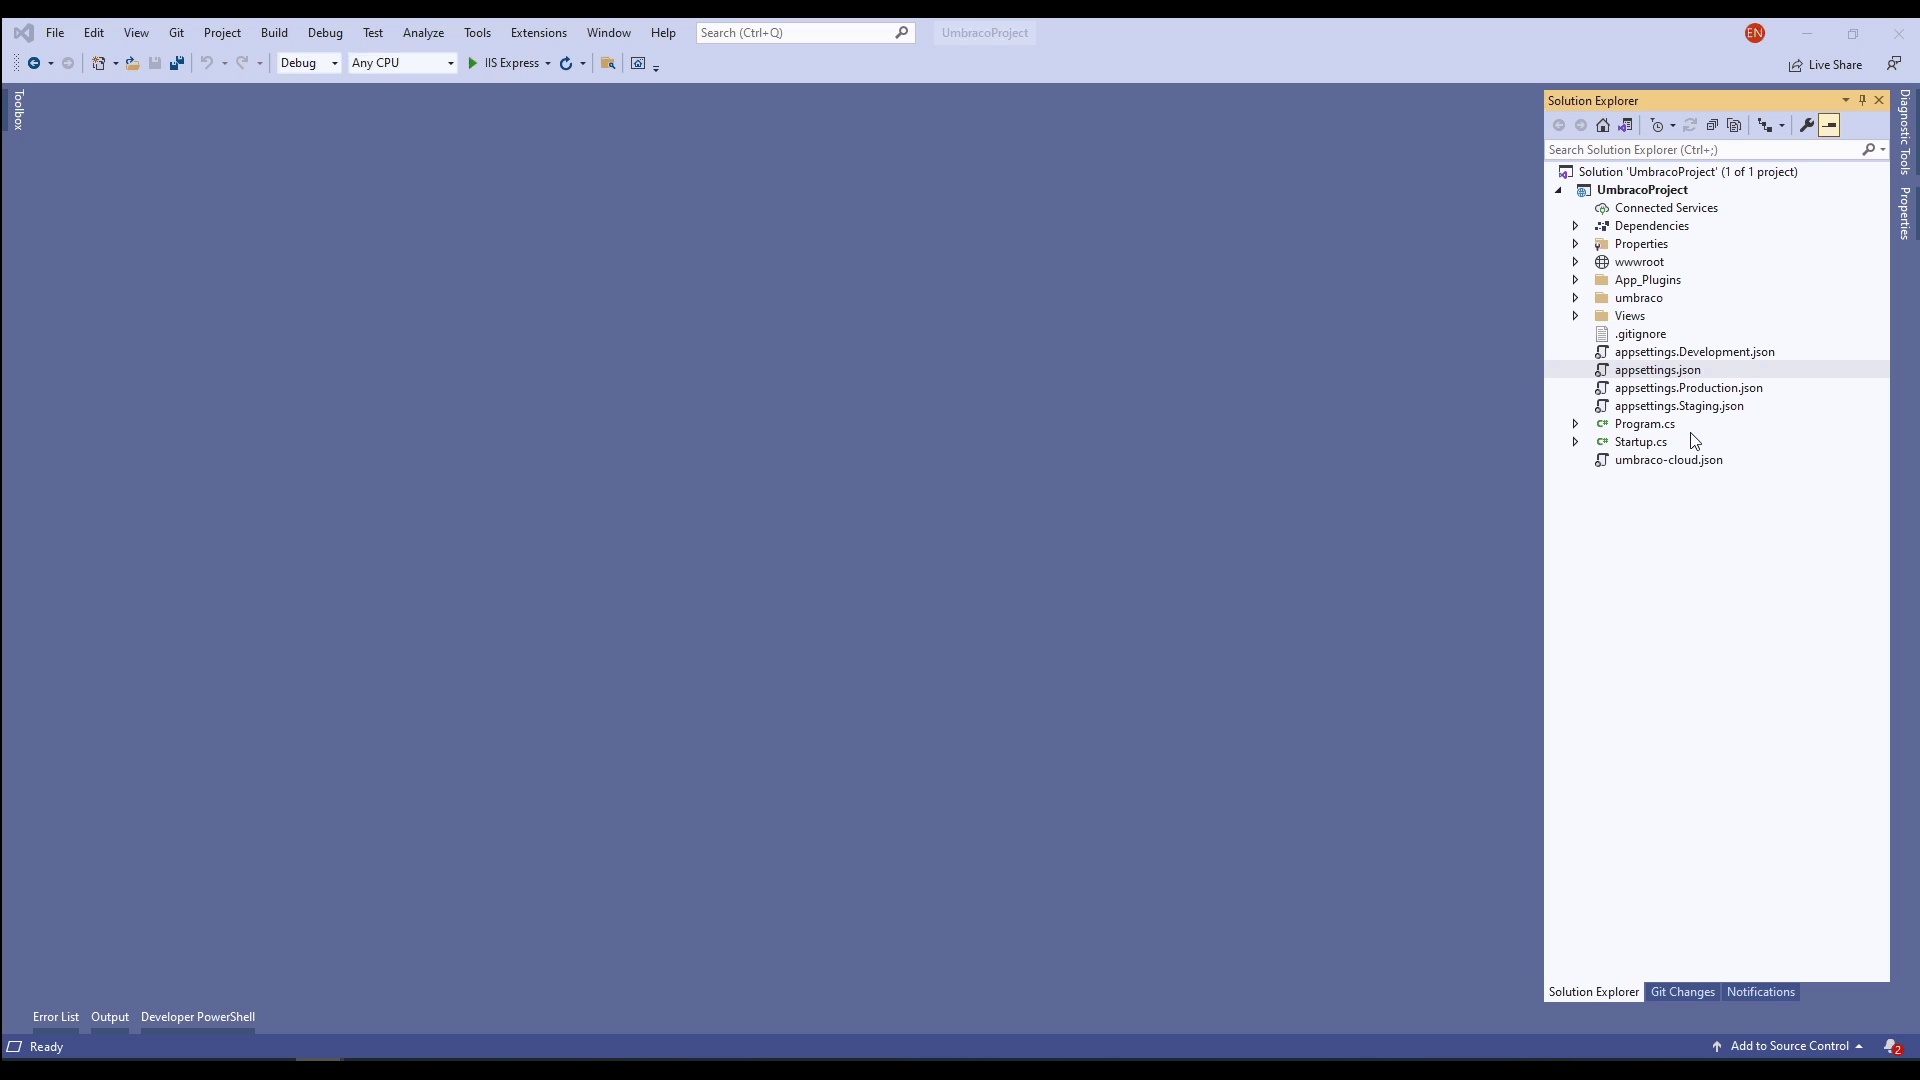 File Edit View Git Project Build Debug Test Analyze Tools Extensions Window Help Search (Ctrl+Q) UmbracoProject EN
Debug Any CPU IIS Express Live Share
Toolbox
Solution Explorer
Search Solution Explorer (Ctrl+;)
Solution 'UmbracoProject' (1 of 1 project)
UmbracoProject
Connected Services
Dependencies
Properties
wwwroot
App_Plugins
umbraco
Views
.gitignore
appsettings.Development.json
appsettings.json
appsettings.Production.json
appsettings.Staging.json
C# Program.cs
C# Startup.cs
umbraco-cloud.json
Diagnostic Tools
Properties
Solution Explorer Git Changes Notifications
Error List Output Developer PowerShell
Ready Add to Source Control 2